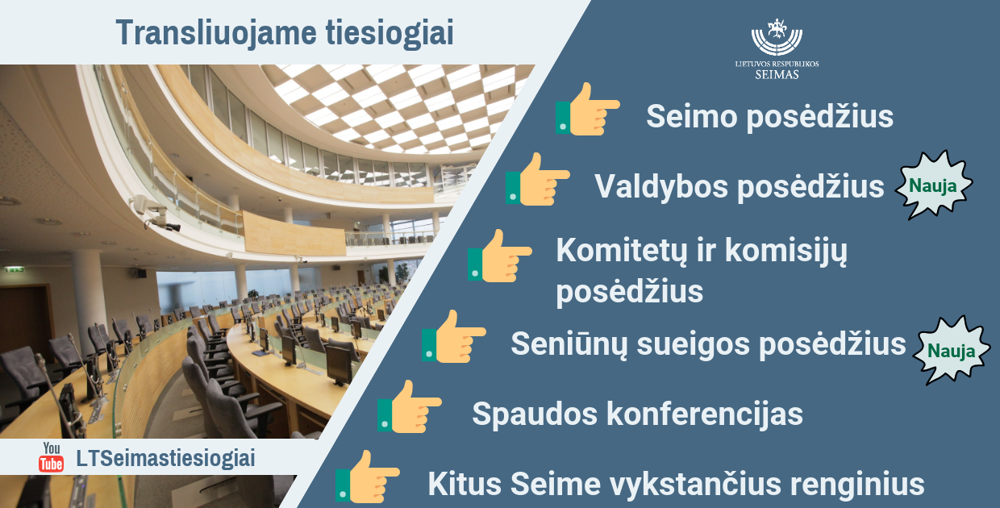 Transliuojame tiesiogiai
LIETUVOS RESPUBLIKOS
SEIMAS
Seimo posėdžius
Valdybos posėdžius
Nauja
Komitetų ir komisijų
posėdžius
Seniūnų sueigos posėdžius
Nauja
Spaudos konferencijas
You
Tube
LTSeimastiesiogiai
Kitus Seime vykstančius renginius